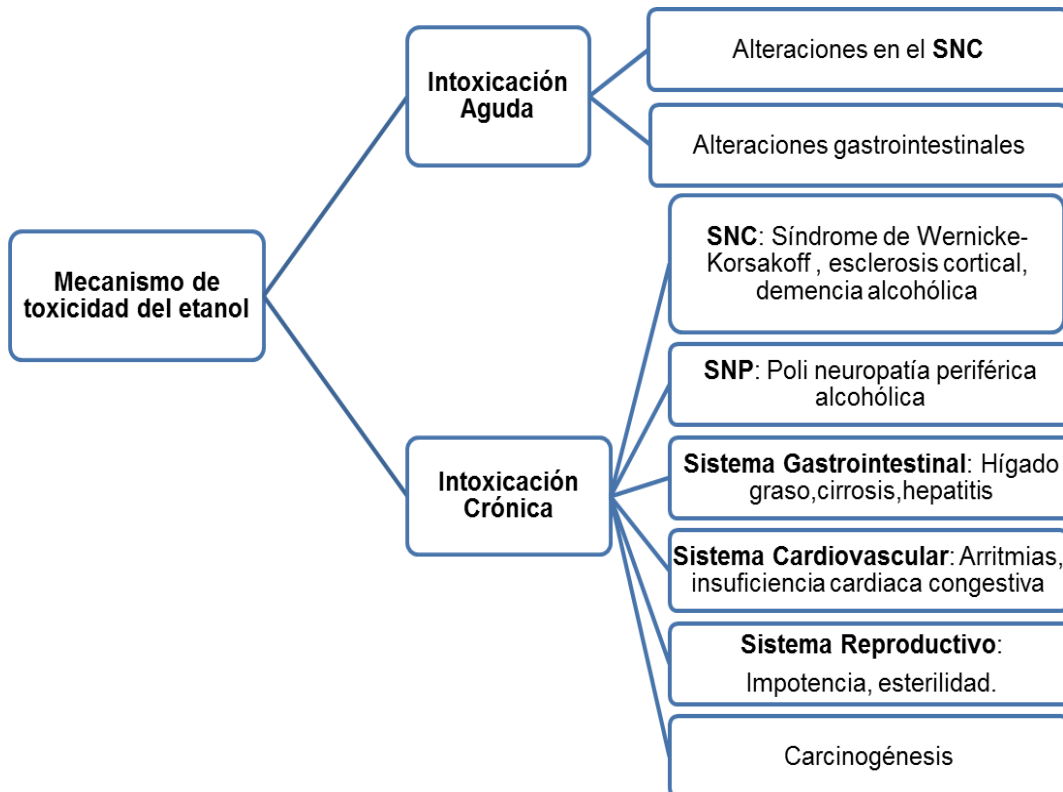 Mecanismo de
toxicidad del etanol
Intoxicación
Aguda
Alteraciones en el SNC
Alteraciones gastrointestinales
Intoxicación
Crónica
SNC: Síndrome de Wernicke-
Korsakoff , esclerosis cortical,
demencia alcohólica
SNP: Poli neuropatía periférica
alcohólica
Sistema Gastrointestinal: Hígado
graso,cirrosis,hepatitis
Sistema Cardiovascular: Arritmias,
insuficiencia cardiaca congestiva
Sistema Reproductivo:
Impotencia, esterilidad.
Carcinogénesis